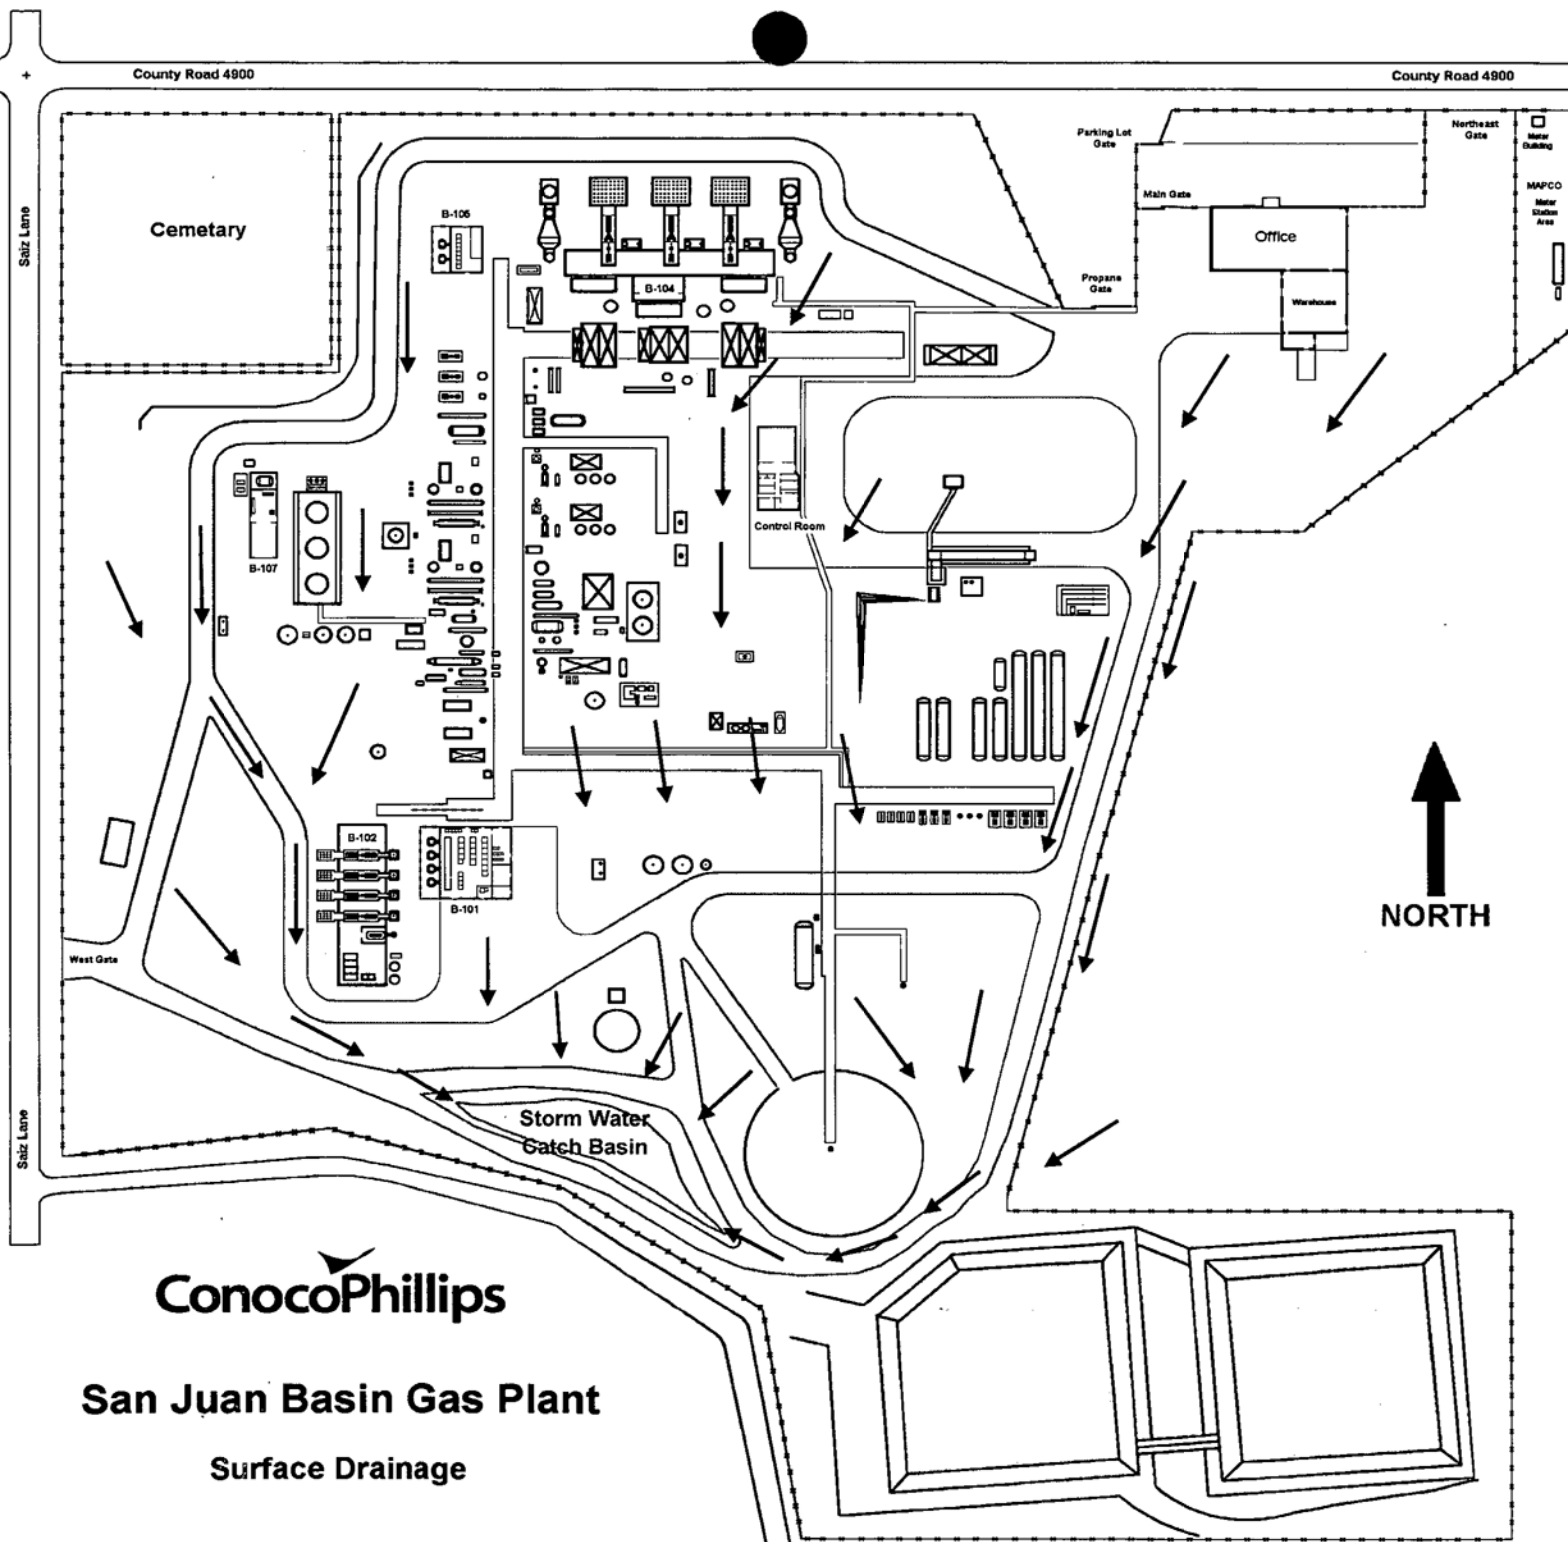 County Road 4900
County Road 4900
Parking Lot
Gate
Northeast
Gate
Meter
Building
Main Gate
MAPCO
Meter
Station
Area
Saiz Lane
Cemetary
B-105
Office
B-104
Propane
Gate
Warehouse
Control Room
B-107
B-102
B-101
NORTH
West Gate
Saiz Lane
Storm Water
Catch Basin
ConocoPhillips
San Juan Basin Gas Plant
Surface Drainage